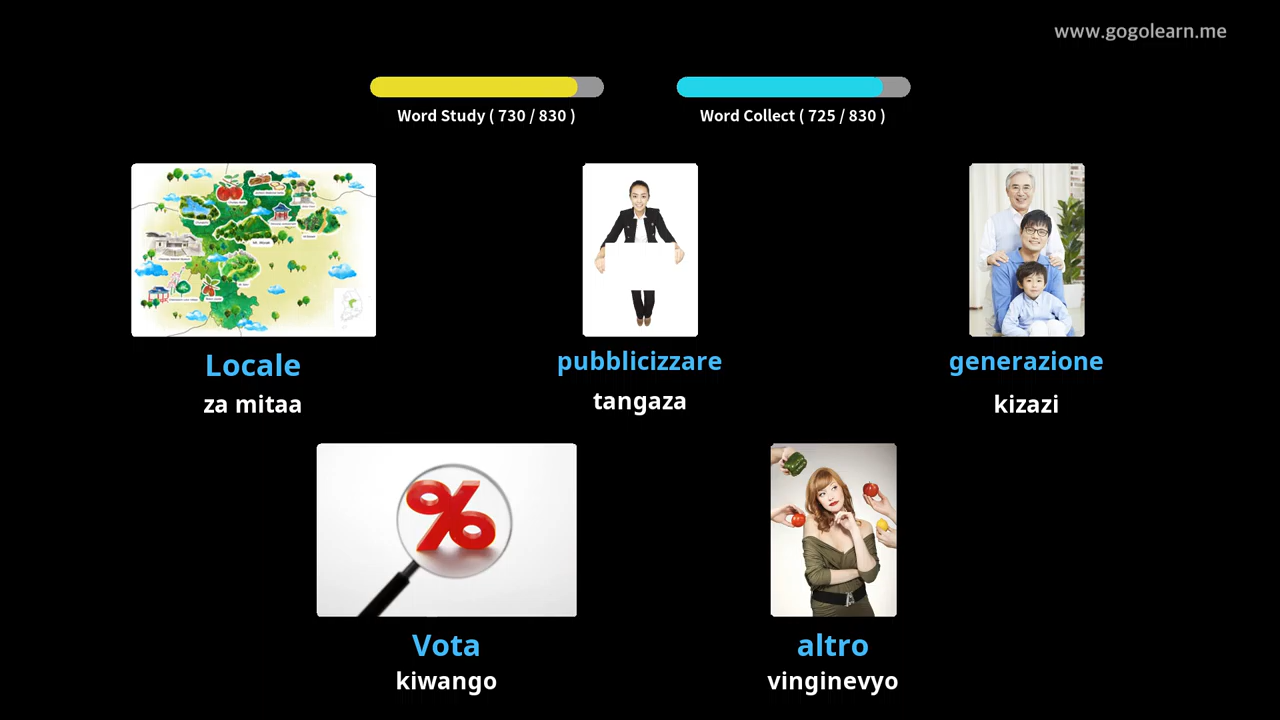 www.gogolearn.me
Word Study ( 730 / 830 )
Word Collect ( 725 / 830 )
Locale
za mitaa
pubblicizzare
tangaza
generazione
kizazi
%
Vota
kiwango
altro
vinginevyo